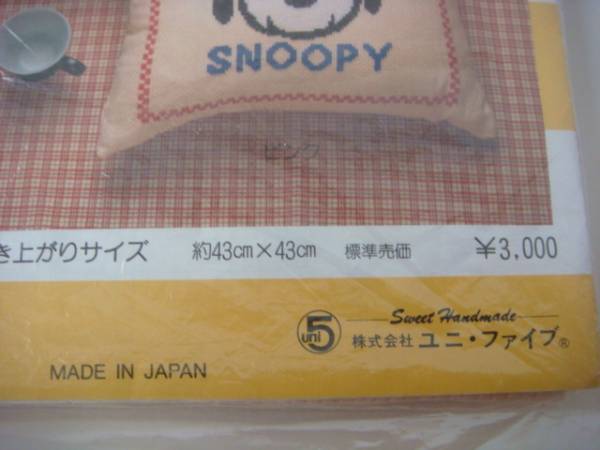 SNOOPY
ピンク
き上がりサイズ 約43cm×43cm 標準売価 ¥3,000
Sweet Handmade
uni 5 株式会社 ユニ・ファイブ®
MADE IN JAPAN